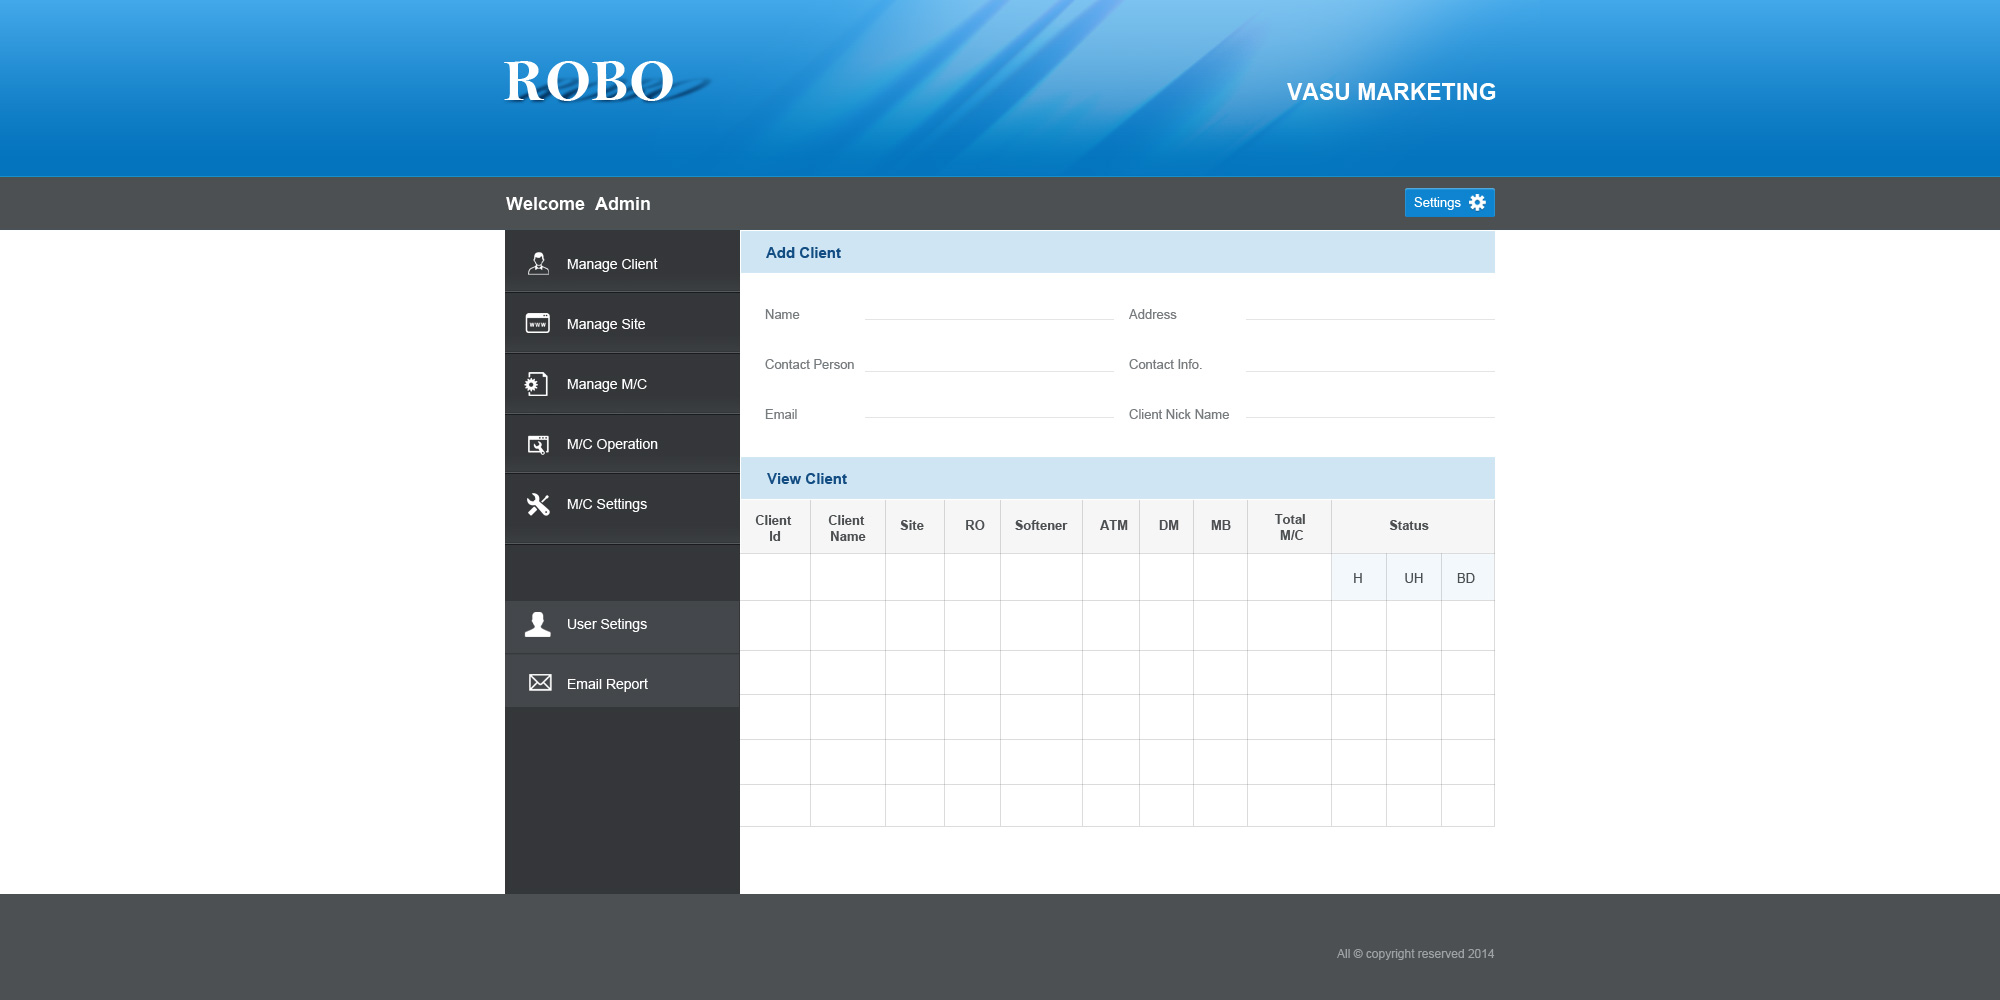 ROBO
VASU MARKETING
Welcome Admin
Settings
Manage Client
WWW
Manage Site
Manage M/C
M/C Operation
M/C Settings
User Setings
Email Report
Add Client
Name
Address
Contact Person
Contact Info.
Email
Client Nick Name
View Client
Client
Id
Client
Name
Site
RO
Softener
ATM
DM
MB
Total
M/C
Status
H
UH
BD
All © copyright reserved 2014